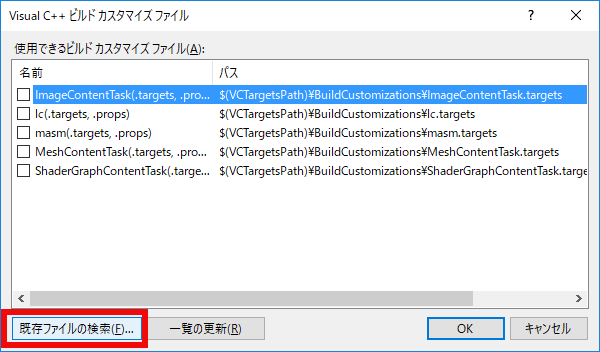 Visual C++ ビルド カスタマイズ ファイル
使用できるビルド カスタマイズ ファイル(A):
名前 パス
ImageContentTask(.targets, .pro... $(VCTargetsPath)¥BuildCustomizations¥ImageContentTask.targets
lc(.targets, .props) $(VCTargetsPath)¥BuildCustomizations¥lc.targets
masm(.targets, .props) $(VCTargetsPath)¥BuildCustomizations¥masm.targets
MeshContentTask(.targets, .pro... $(VCTargetsPath)¥BuildCustomizations¥MeshContentTask.targets
ShaderGraphContentTask(.targe... $(VCTargetsPath)¥BuildCustomizations¥ShaderGraphContentTask.targe
既存ファイルの検索(F)... 一覧の更新(R) OK キャンセル